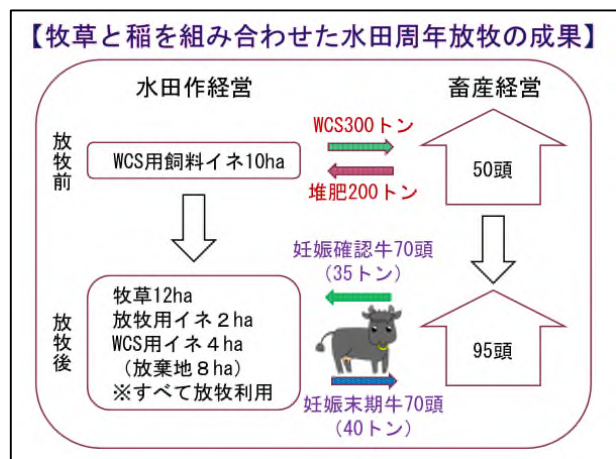 【牧草と稲を組み合わせた水田周年放牧の成果】
水田作経営
畜産経営
放牧前
WCS用飼料イネ10ha
WCS300トン
堆肥200トン
50頭
放牧後
牧草12ha
放牧用イネ2ha
WCS用イネ4ha
(放棄地8ha)
※すべて放牧利用
妊娠確認牛70頭
(35トン)
妊娠末期牛70頭
(40トン)
95頭